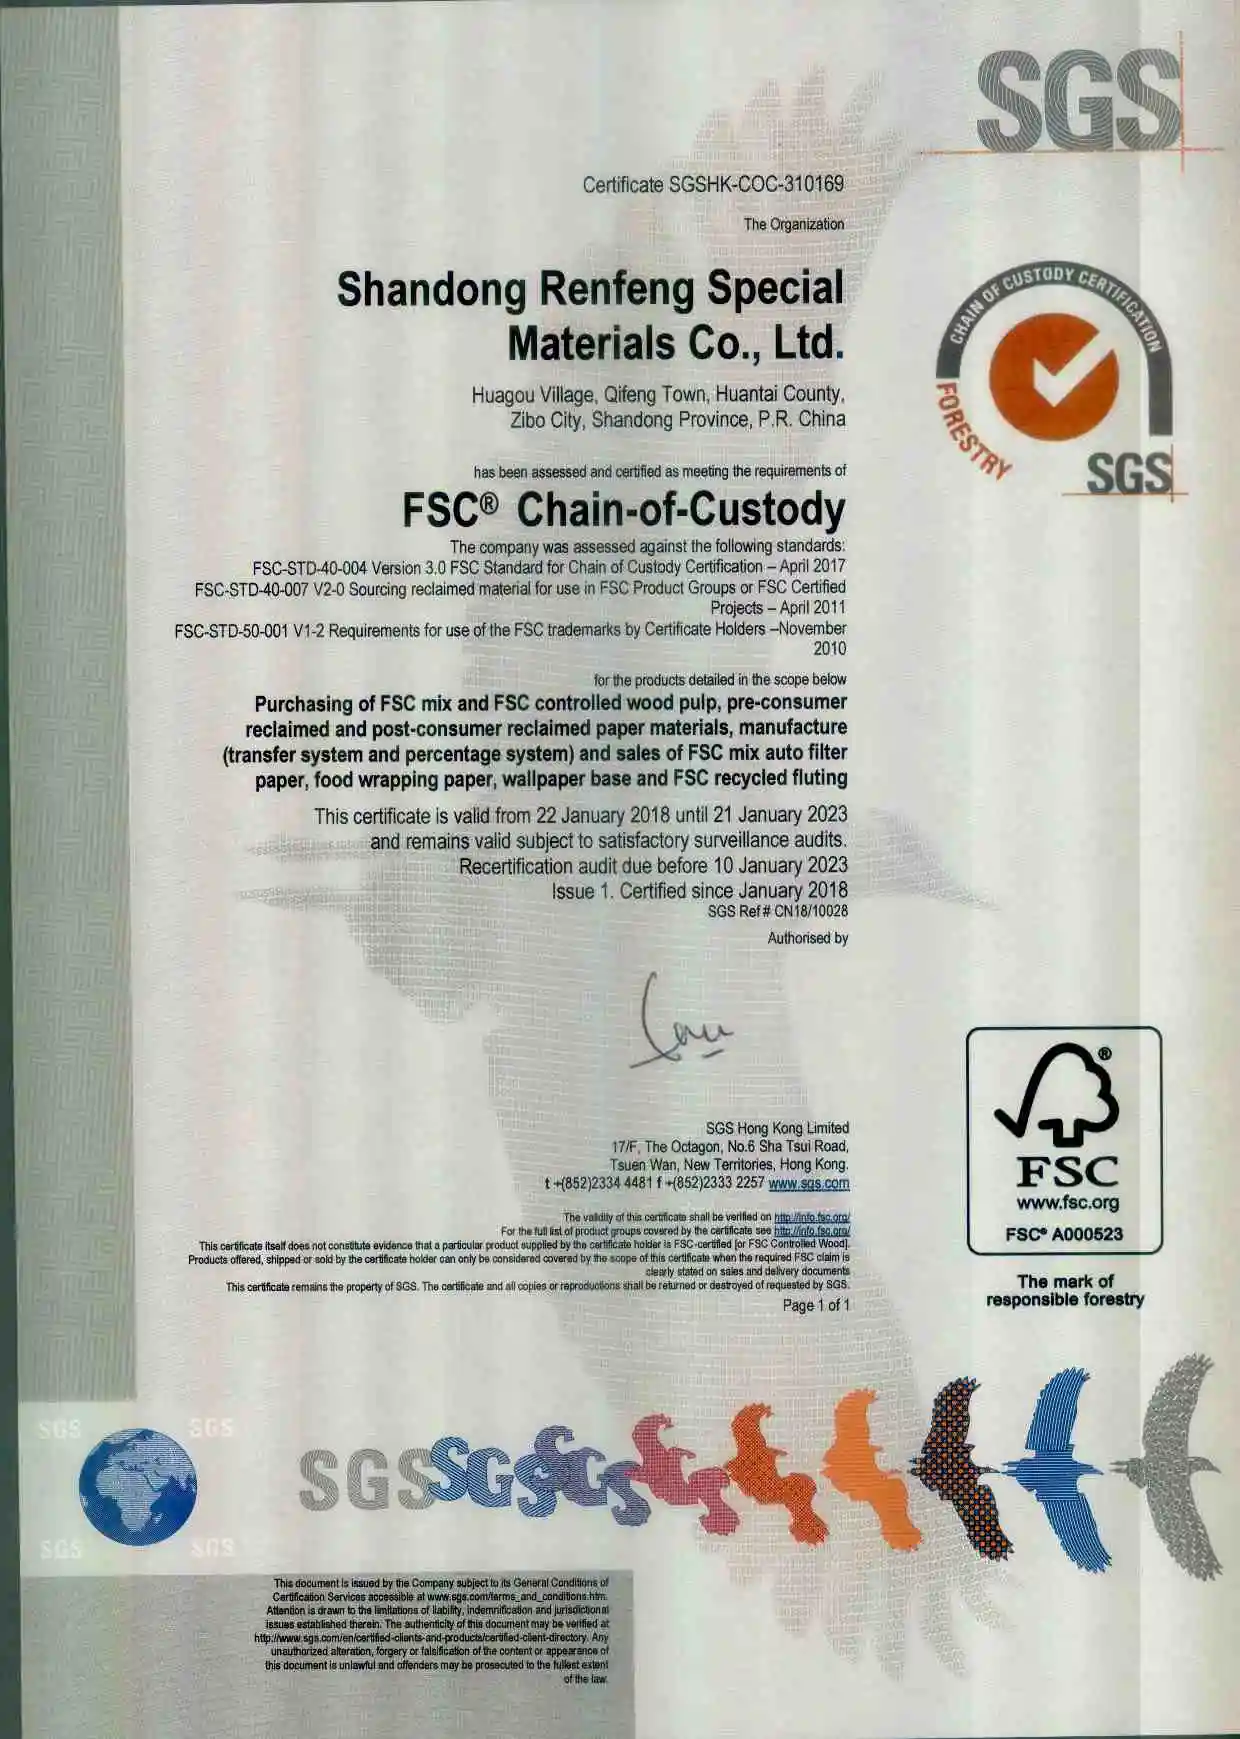 SGS
Certificate SGSHK-COC-310169
The Organization
Shandong Renfeng Special
Materials Co., Ltd.
Huagou Village, Qifeng Town, Huantai County,
Zibo City, Shandong Province, P.R. China
CHAIN OF CUSTODY CERTIFICATION
FORESTRY
SGS
has been assessed and certified as meeting the requirements of
FSC® Chain-of-Custody
The company was assessed against the following standards:
FSC-STD-40-004 Version 3.0 FSC Standard for Chain of Custody Certification – April 2017
FSC-STD-40-007 V2-0 Sourcing reclaimed material for use in FSC Product Groups or FSC Certified
Projects – April 2011
FSC-STD-50-001 V1-2 Requirements for use of the FSC trademarks by Certificate Holders –November
2010
for the products detailed in the scope below
Purchasing of FSC mix and FSC controlled wood pulp, pre-consumer
reclaimed and post-consumer reclaimed paper materials, manufacture
(transfer system and percentage system) and sales of FSC mix auto filter
paper, food wrapping paper, wallpaper base and FSC recycled fluting
This certificate is valid from 22 January 2018 until 21 January 2023
and remains valid subject to satisfactory surveillance audits.
Recertification audit due before 10 January 2023
Issue 1. Certified since January 2018
SGS Ref # CN18/10028
Authorised by
SGS Hong Kong Limited
17/F, The Octagon, No.6 Sha Tsui Road,
Tsuen Wan, New Territories, Hong Kong.
t +(852)2334 4481 f +(852)2333 2257 www.sgs.com
The validity of this certificate shall be verified on http://info.fsc.org/
For the full list of product groups covered by the certificate see http://info.fsc.org/
This certificate itself does not constitute evidence that a particular product supplied by the certificate holder is FSC-certified [or FSC Controlled Wood].
Products offered, shipped or sold by the certificate holder can only be considered covered by the scope of this certificate when the required FSC claim is
clearly stated on sales and delivery documents
This certificate remains the property of SGS. The certificate and all copies or reproductions shall be returned or destroyed of requested by SGS.
Page 1 of 1
®
FSC
www.fsc.org
FSC® A000523
The mark of
responsible forestry
SGS SGS
SGS SGS
SGS SGS SGS
This document is issued by the Company subject to its General Conditions of
Certification Services accessible at www.sgs.com/terms_and_conditions.htm.
Attention is drawn to the limitations of liability, indemnification and jurisdictional
issues established therein. The authenticity of this document may be verified at
http://www.sgs.com/en/certified-clients-and-products/certified-client-directory. Any
unauthorized alteration, forgery or falsification of the content or appearance of
this document is unlawful and offenders may be prosecuted to the fullest extent
of the law.